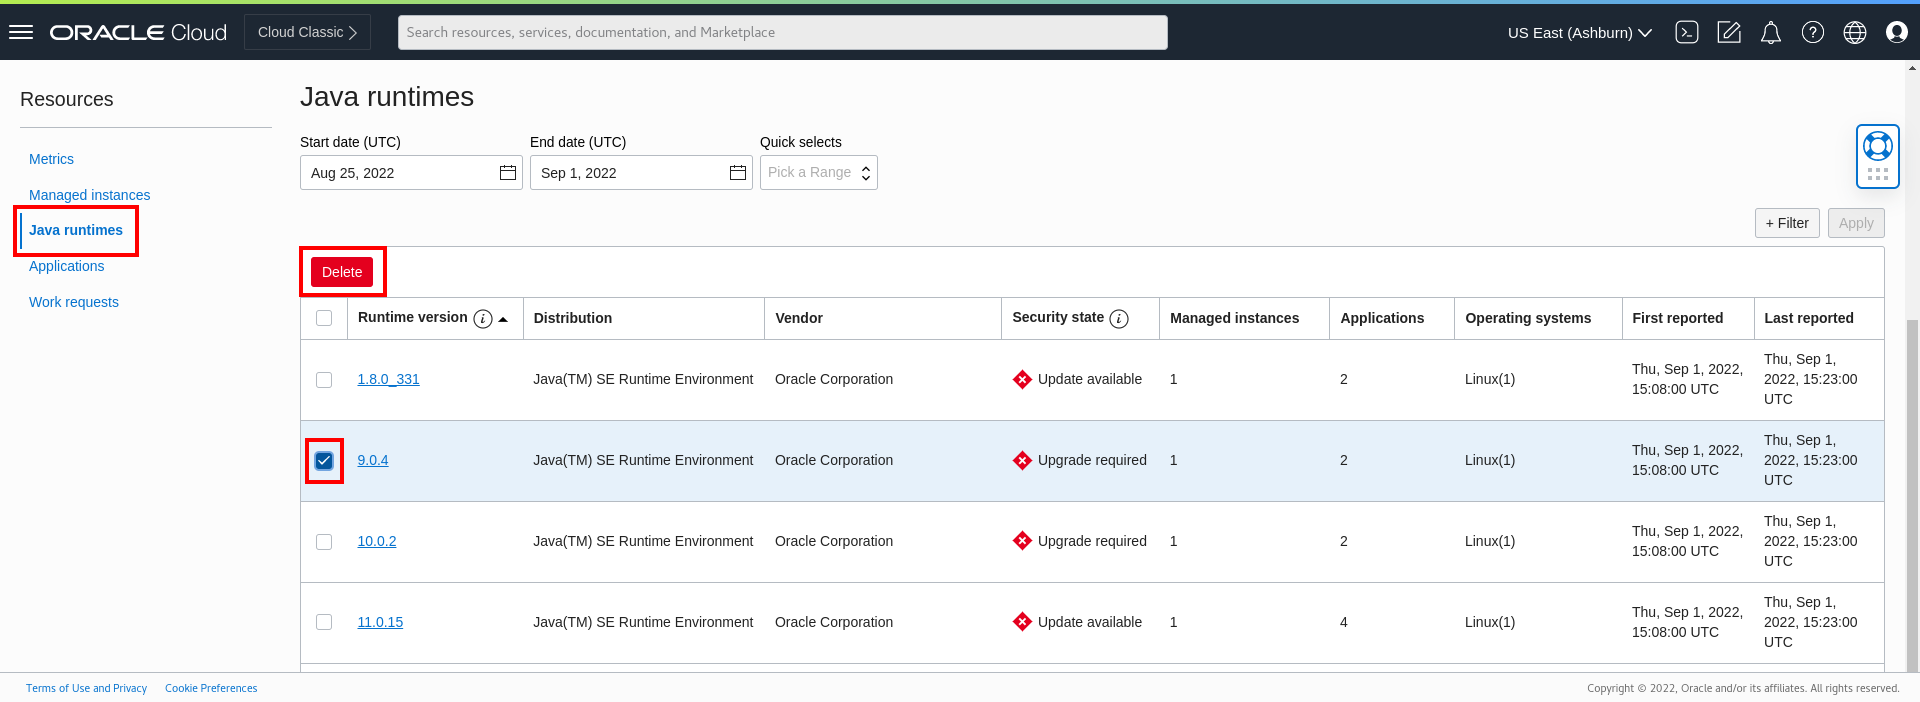 ORACLE Cloud
Cloud Classic
Search resources, services, documentation, and Marketplace
US East (Ashburn)
Resources
Metrics
Managed instances
Java runtimes
Applications
Work requests
Java runtimes
Start date (UTC) End date (UTC) Quick selects
Aug 25, 2022 Sep 1, 2022 Pick a Range
+ Filter Apply
Delete
Runtime version i Distribution Vendor Security state i Managed instances Applications Operating systems First reported Last reported
1.8.0_331 Java(TM) SE Runtime Environment Oracle Corporation Update available 1 2 Linux(1) Thu, Sep 1, 2022, 15:08:00 UTC Thu, Sep 1, 2022, 15:23:00 UTC
9.0.4 Java(TM) SE Runtime Environment Oracle Corporation Upgrade required 1 2 Linux(1) Thu, Sep 1, 2022, 15:08:00 UTC Thu, Sep 1, 2022, 15:23:00 UTC
10.0.2 Java(TM) SE Runtime Environment Oracle Corporation Upgrade required 1 2 Linux(1) Thu, Sep 1, 2022, 15:08:00 UTC Thu, Sep 1, 2022, 15:23:00 UTC
11.0.15 Java(TM) SE Runtime Environment Oracle Corporation Update available 1 4 Linux(1) Thu, Sep 1, 2022, 15:08:00 UTC Thu, Sep 1, 2022, 15:23:00 UTC
Terms of Use and Privacy Cookie Preferences
Copyright © 2022, Oracle and/or its affiliates. All rights reserved.